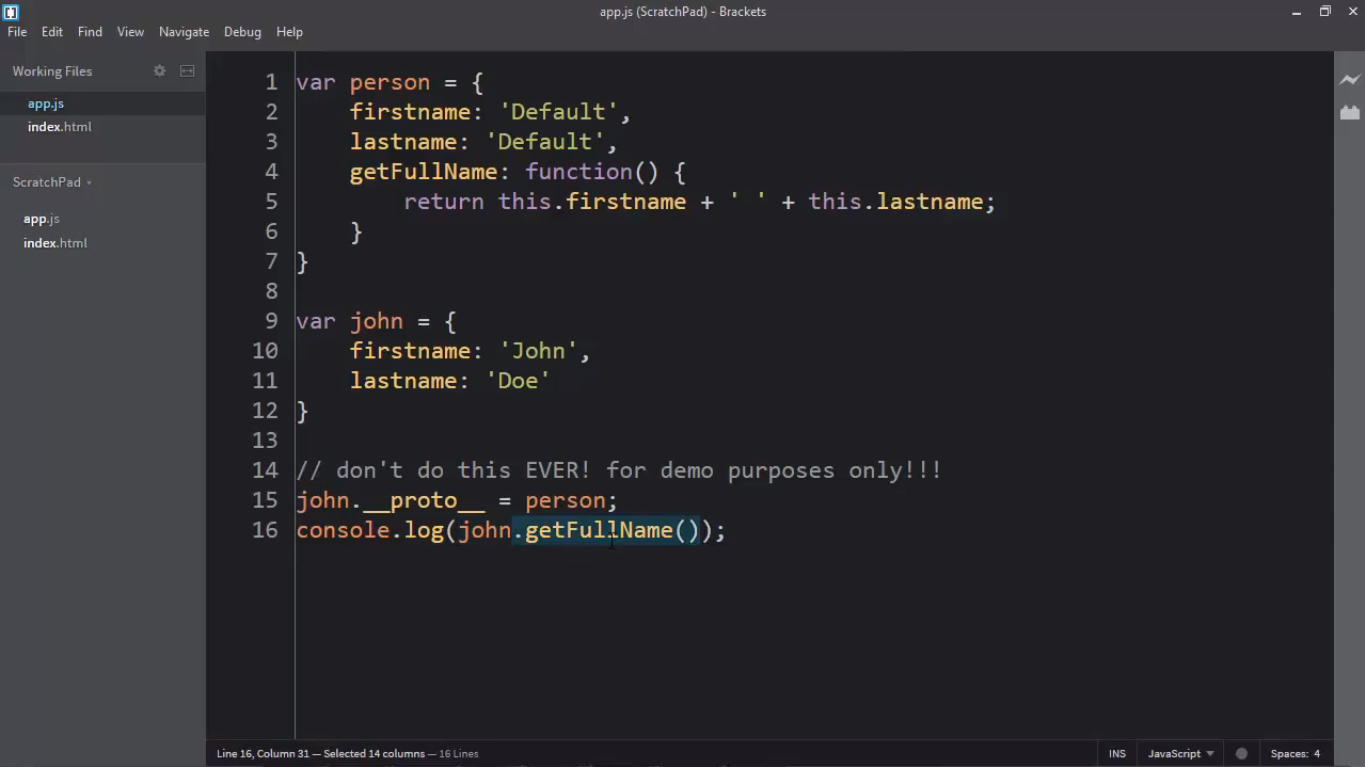 app.js (ScratchPad) - Brackets
File Edit Find View Navigate Debug Help
Working Files
app.js
index.html
ScratchPad
app.js
index.html
1 var person = {
2     firstname: 'Default',
3     lastname: 'Default',
4     getFullName: function() {
5         return this.firstname + ' ' + this.lastname;
6     }
7 }
8
9 var john = {
10     firstname: 'John',
11     lastname: 'Doe'
12 }
13
14 // don't do this EVER! for demo purposes only!!!
15 john.__proto__ = person;
16 console.log(john.getFullName());
Line 16, Column 31 — Selected 14 columns — 16 Lines
INS JavaScript Spaces: 4